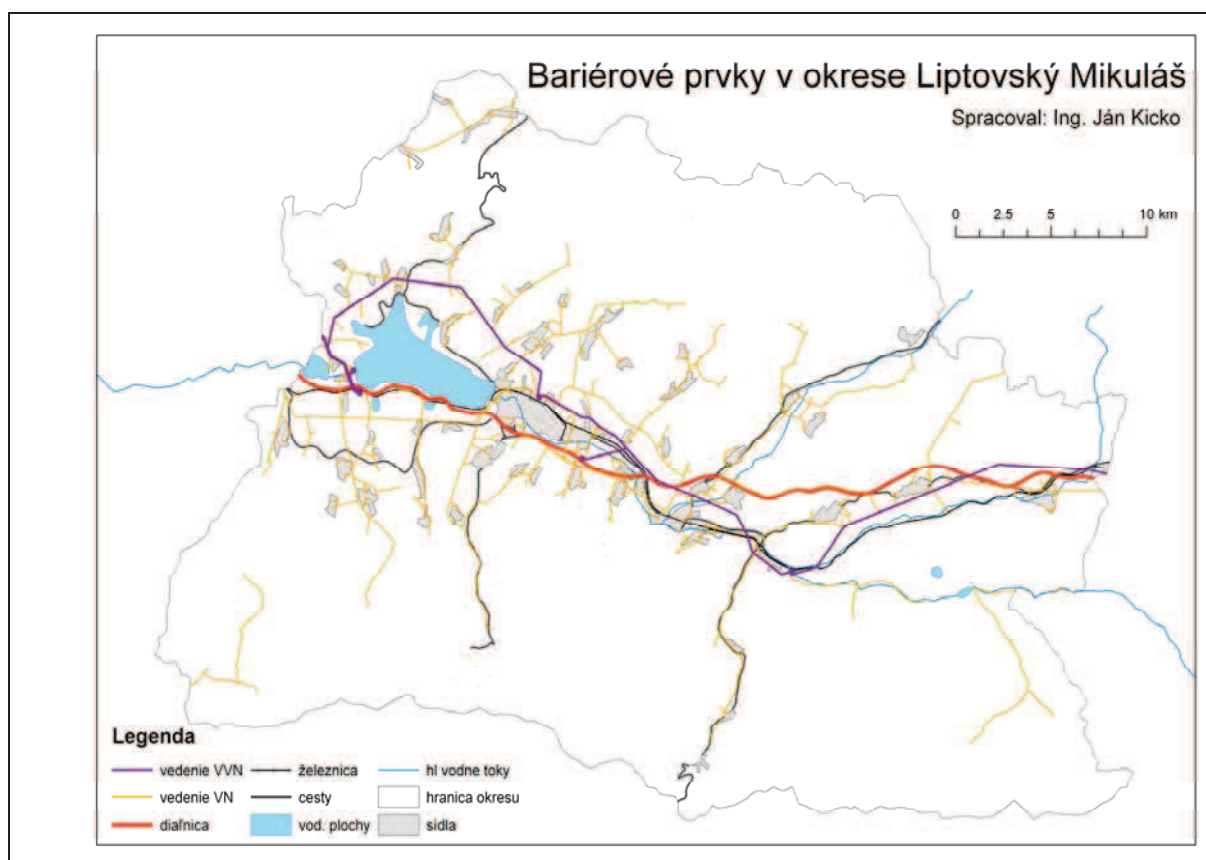 Bariérové prvky v okrese Liptovský Mikuláš
Spracoval: Ing. Ján Kicko
0 2.5 5 10 km
Legenda
vedenie VVN železnica hl vodne toky
vedenie VN cesty hranica okresu
diaľnica vod. plochy sídla